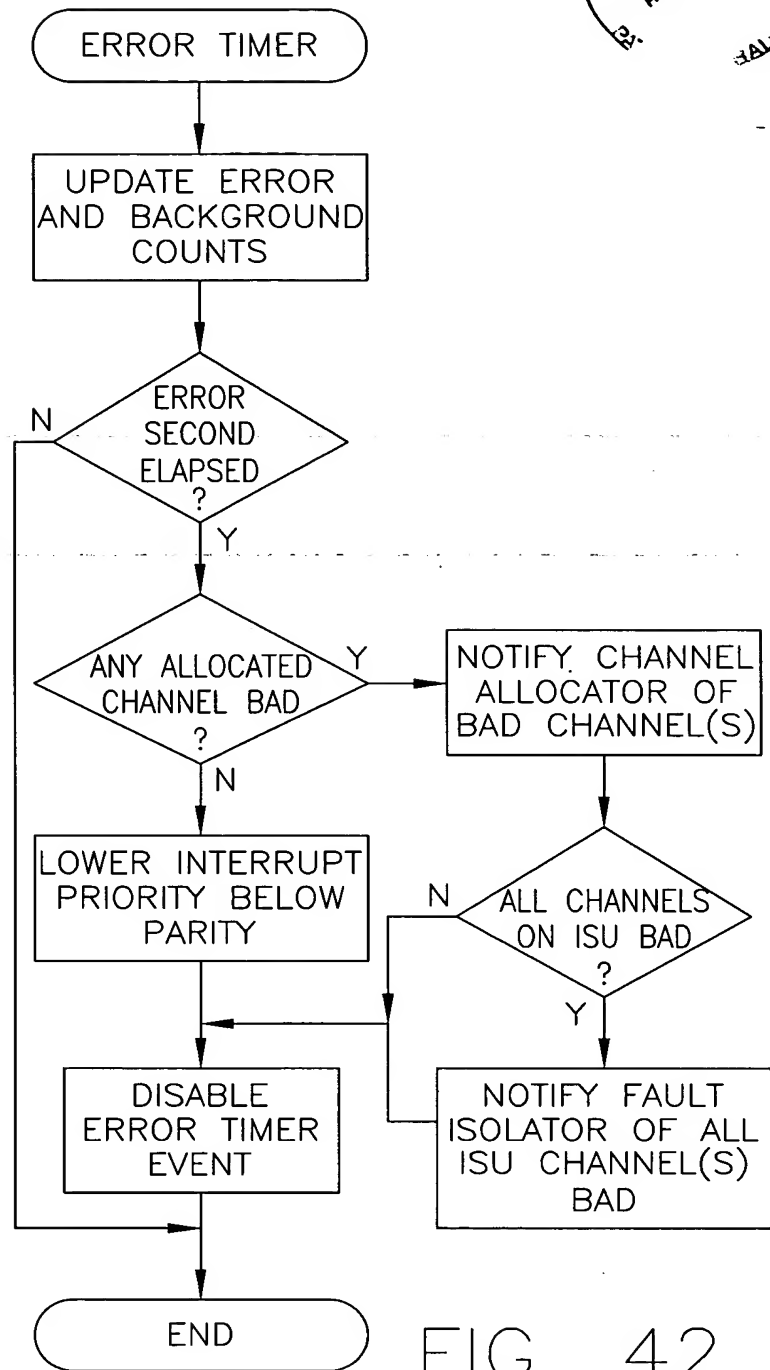 ERROR TIMER
UPDATE ERROR
AND BACKGROUND
COUNTS
ERROR
SECOND
ELAPSED
?
N
Y
ANY ALLOCATED
CHANNEL BAD
?
Y
N
NOTIFY CHANNEL
ALLOCATOR OF
BAD CHANNEL(S)
LOWER INTERRUPT
PRIORITY BELOW
PARITY
ALL CHANNELS
ON ISU BAD
?
N
Y
DISABLE
ERROR TIMER
EVENT
NOTIFY FAULT
ISOLATOR OF ALL
ISU CHANNEL(S)
BAD
END
FIG. 42